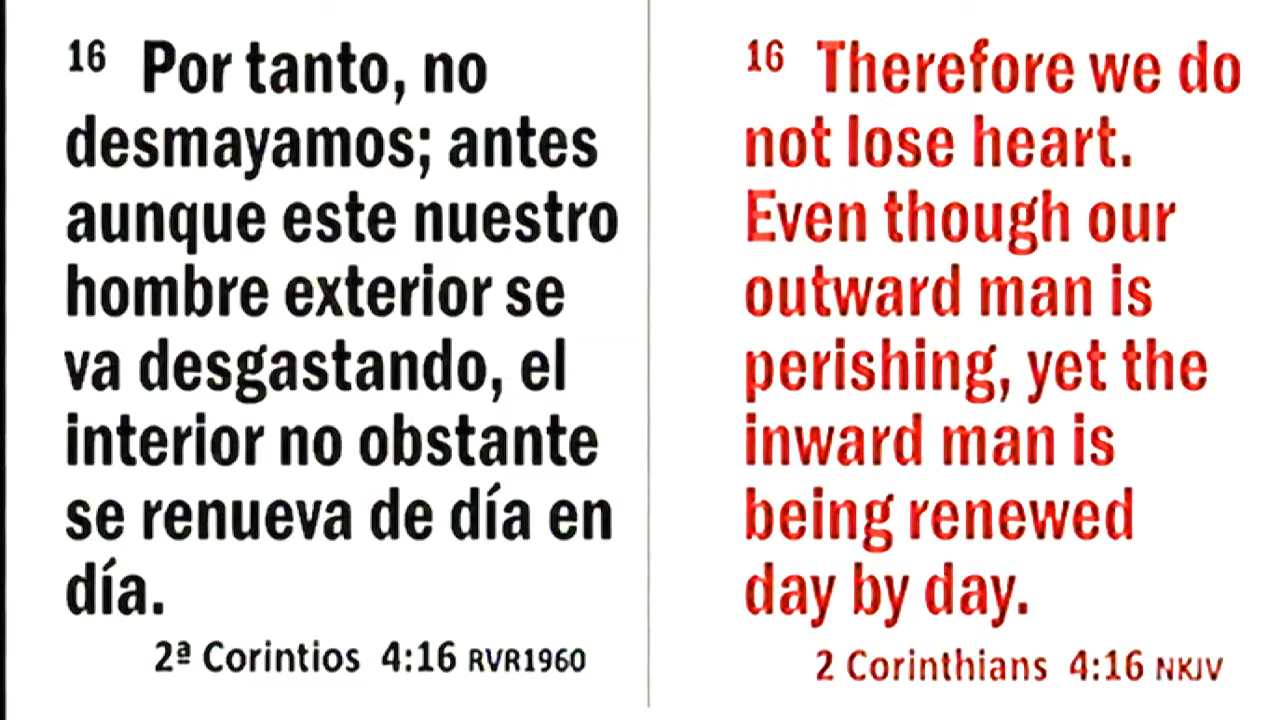 16 Por tanto, no
desmayamos; antes
aunque este nuestro
hombre exterior se
va desgastando, el
interior no obstante
se renueva de día en
día.
2ª Corintios 4:16 RVR1960
16 Therefore we do
not lose heart.
Even though our
outward man is
perishing, yet the
inward man is
being renewed
day by day.
2 Corinthians 4:16 NKJV